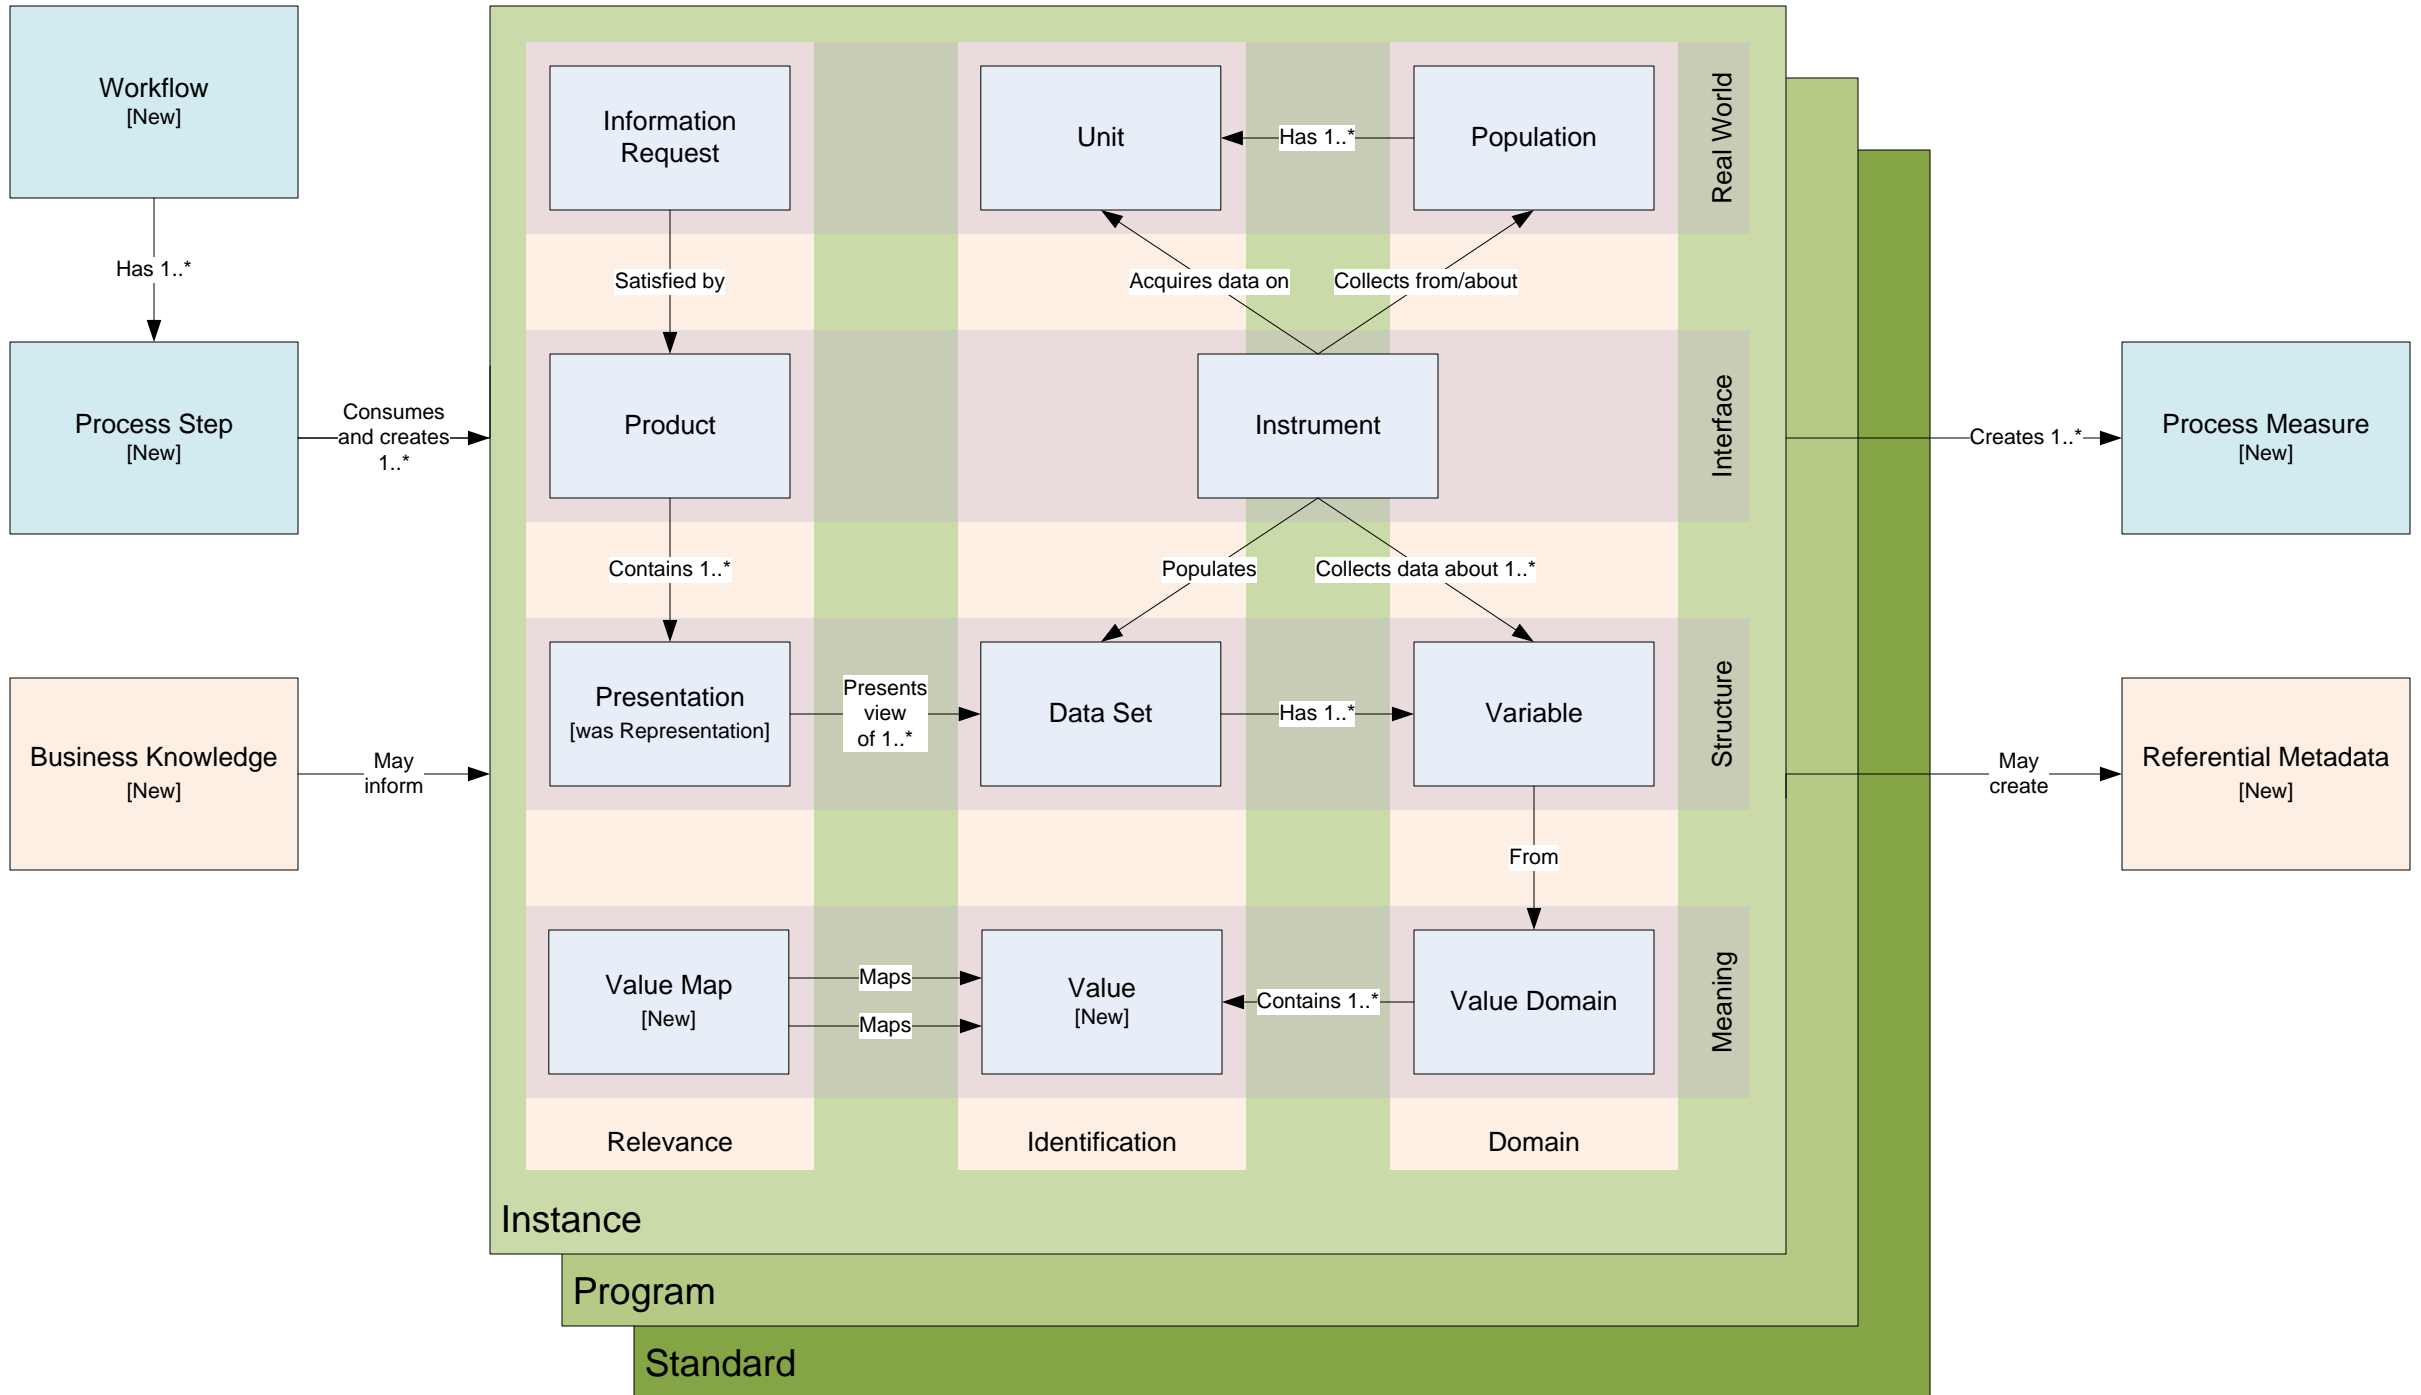 Workflow
[New]
Information
Request
Unit
Has 1..*
Population
Real World
Has 1..*
Satisfied by
Acquires data on
Collects from/about
Process Step
[New]
Consumes
and creates
1..*
Product
Instrument
Interface
Creates 1..*
Process Measure
[New]
Contains 1..*
Populates
Collects data about 1..*
Business Knowledge
[New]
May
inform
Presentation
[was Representation]
Presents
view
of 1..*
Data Set
Has 1..*
Variable
Structure
May
create
Referential Metadata
[New]
From
Value Map
[New]
Maps
Maps
Value
[New]
Contains 1..*
Value Domain
Meaning
Relevance
Identification
Domain
Instance
Program
Standard